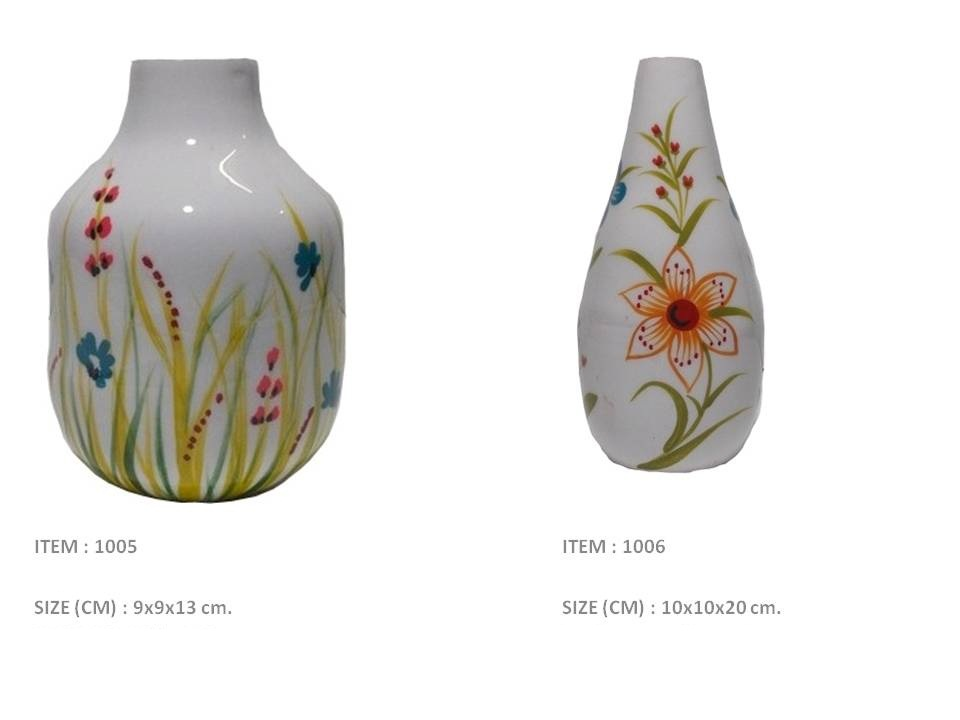 ITEM : 1005
SIZE (CM) : 9x9x13 cm.
ITEM : 1006
SIZE (CM) : 10x10x20 cm.